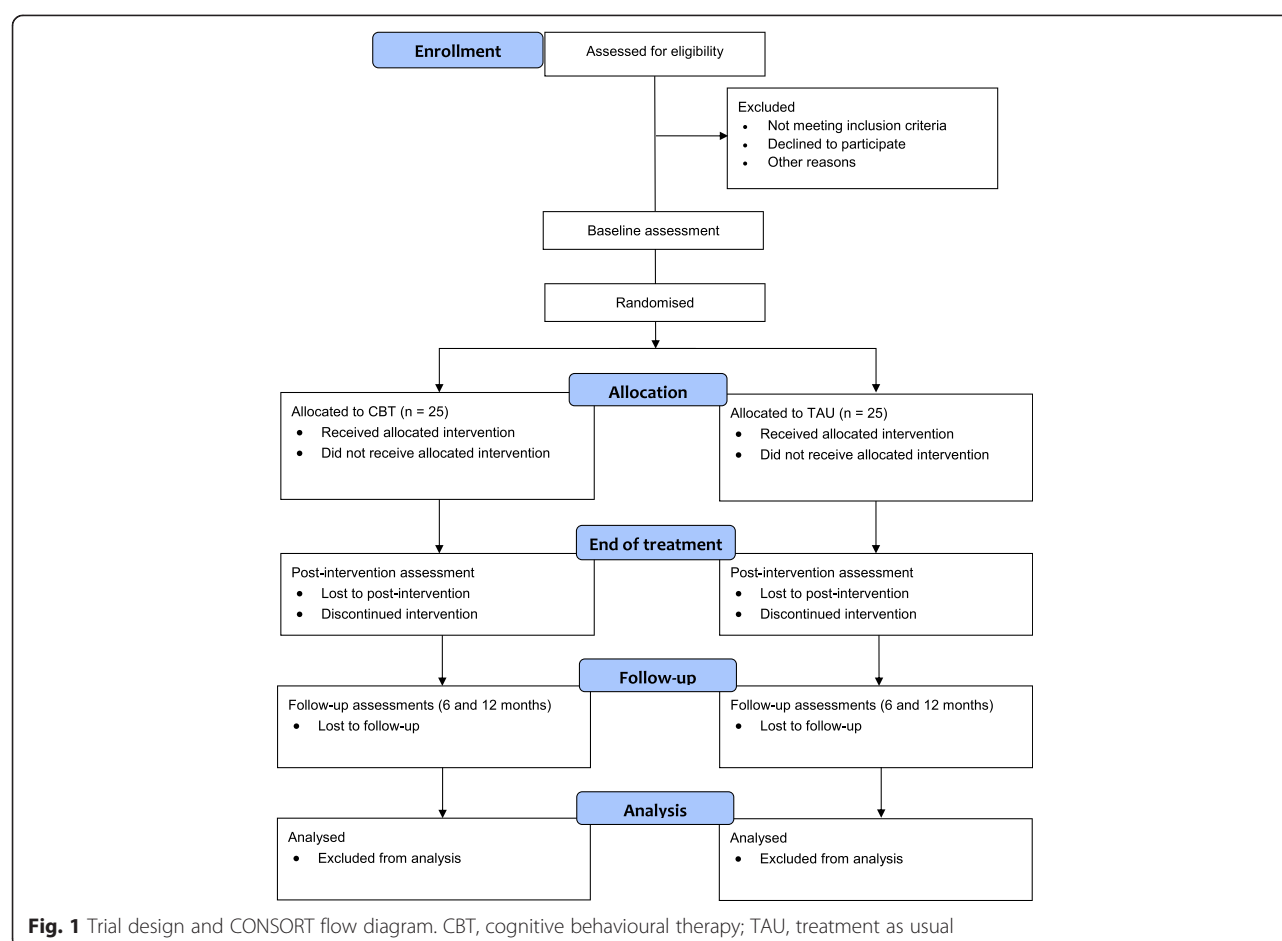 Enrollment
Assessed for eligibility
Excluded
• Not meeting inclusion criteria
• Declined to participate
• Other reasons
Baseline assessment
Randomised
Allocation
Allocated to CBT (n = 25)
• Received allocated intervention
• Did not receive allocated intervention
Allocated to TAU (n = 25)
• Received allocated intervention
• Did not receive allocated intervention
End of treatment
Post-intervention assessment
• Lost to post-intervention
• Discontinued intervention
Post-intervention assessment
• Lost to post-intervention
• Discontinued intervention
Follow-up
Follow-up assessments (6 and 12 months)
• Lost to follow-up
Follow-up assessments (6 and 12 months)
• Lost to follow-up
Analysis
Analysed
• Excluded from analysis
Analysed
• Excluded from analysis
Fig. 1 Trial design and CONSORT flow diagram. CBT, cognitive behavioural therapy; TAU, treatment as usual